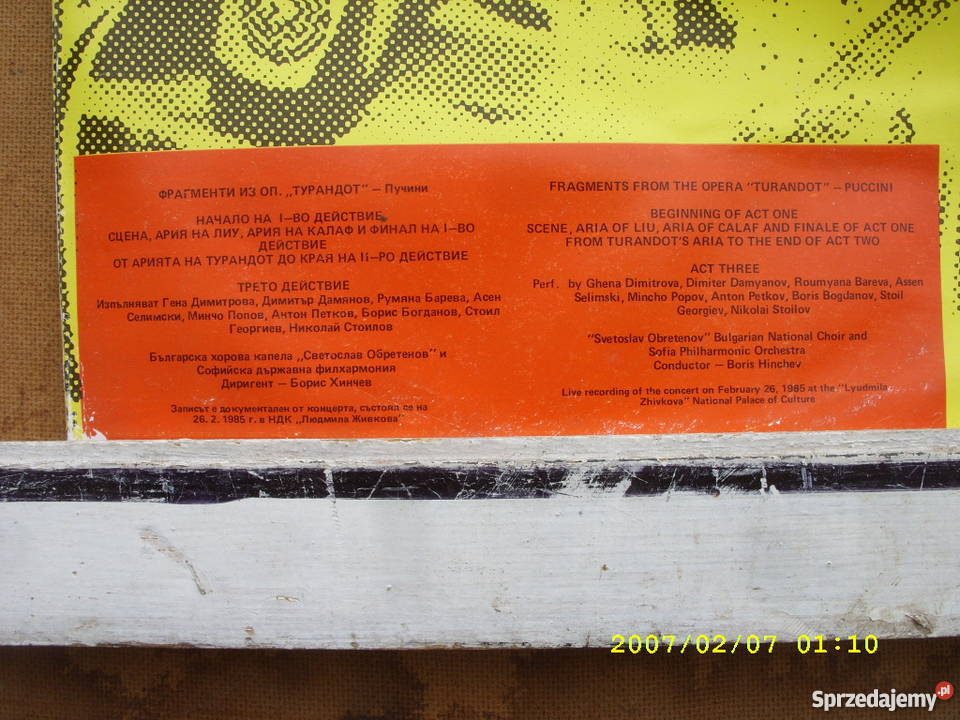 ФРАГМЕНТИ ИЗ ОП. „ТУРАНДОТ" – Пучини
НАЧАЛО НА I–ВО ДЕЙСТВИЕ
СЦЕНА, АРИЯ НА ЛИУ, АРИЯ НА КАЛАФ И ФИНАЛ НА I–ВО
ДЕЙСТВИЕ
ОТ АРИЯТА НА ТУРАНДОТ ДО КРАЯ НА II–РО ДЕЙСТВИЕ
ТРЕТО ДЕЙСТВИЕ
Изпълняват Гена Димитрова, Димитър Дамянов, Румяна Барева, Асен
Селимски, Минчо Попов, Антон Петков, Борис Богданов, Стоил
Георгиев, Николай Стоилов
Българска хорова капела „Светослав Обретенов" и
Софийска държавна филхармония
Диригент – Борис Хинчев
Записът е документален от концерта, състоял се на
26. 2. 1985 г. в НДК „Людмила Живкова"
FRAGMENTS FROM THE OPERA "TURANDOT" – PUCCINI
BEGINNING OF ACT ONE
SCENE, ARIA OF LIU, ARIA OF CALAF AND FINALE OF ACT ONE
FROM TURANDOT'S ARIA TO THE END OF ACT TWO
ACT THREE
Perf. by Ghena Dimitrova, Dimiter Damyanov, Roumyana Bareva, Assen
Selimski, Mincho Popov, Anton Petkov, Boris Bogdanov, Stoil
Georgiev, Nikolai Stoilov
"Svetoslav Obretenov" Bulgarian National Choir and
Sofia Philharmonic Orchestra
Conductor – Boris Hinchev
Live recording of the concert on February 26, 1985 at the "Lyudmila
Zhivkova" National Palace of Culture
2007/02/07 01:10
Sprzedajemy.pl